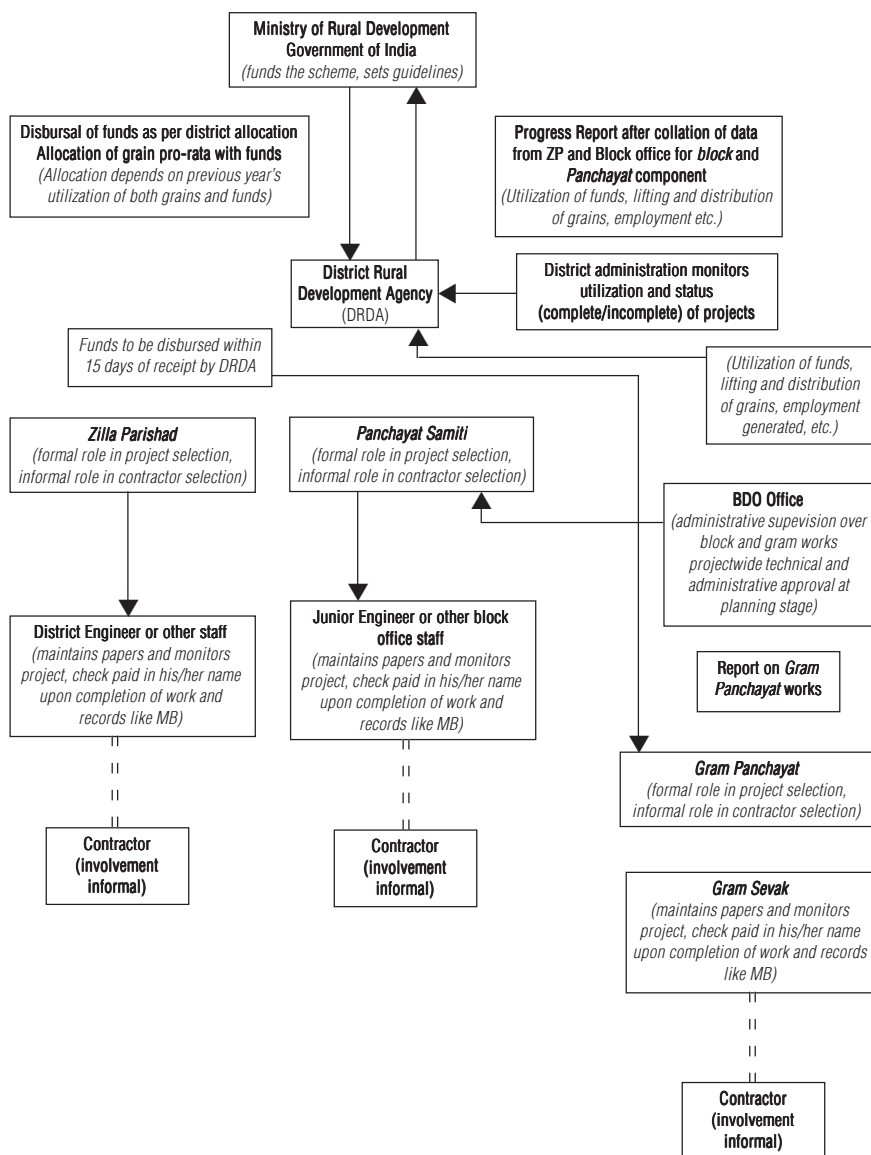 Ministry of Rural Development
Government of India
(funds the scheme, sets guidelines)
Disbursal of funds as per district allocation
Allocation of grain pro-rata with funds
(Allocation depends on previous year's
utilization of both grains and funds)
Progress Report after collation of data
from ZP and Block office for block and
Panchayat component
(Utilization of funds, lifting and distribution
of grains, employment etc.)
District Rural
Development Agency
(DRDA)
District administration monitors
utilization and status
(complete/incomplete) of projects
Funds to be disbursed within
15 days of receipt by DRDA
(Utilization of funds,
lifting and distribution
of grains, employment
generated, etc.)
Zilla Parishad
(formal role in project selection,
informal role in contractor selection)
Panchayat Samiti
(formal role in project selection,
informal role in contractor selection)
BDO Office
(administrative supevision over
block and gram works
projectwide technical and
administrative approval at
planning stage)
District Engineer or other staff
(maintains papers and monitors
project, check paid in his/her name
upon completion of work and
records like MB)
Junior Engineer or other block
office staff
(maintains papers and monitors
project, check paid in his/her name
upon completion of work and
records like MB)
Report on Gram
Panchayat works
Gram Panchayat
(formal role in project selection,
informal role in contractor selection)
Contractor
(involvement
informal)
Contractor
(involvement
informal)
Gram Sevak
(maintains papers and monitors
project, check paid in his/her name
upon completion of work and records
like MB)
Contractor
(involvement
informal)